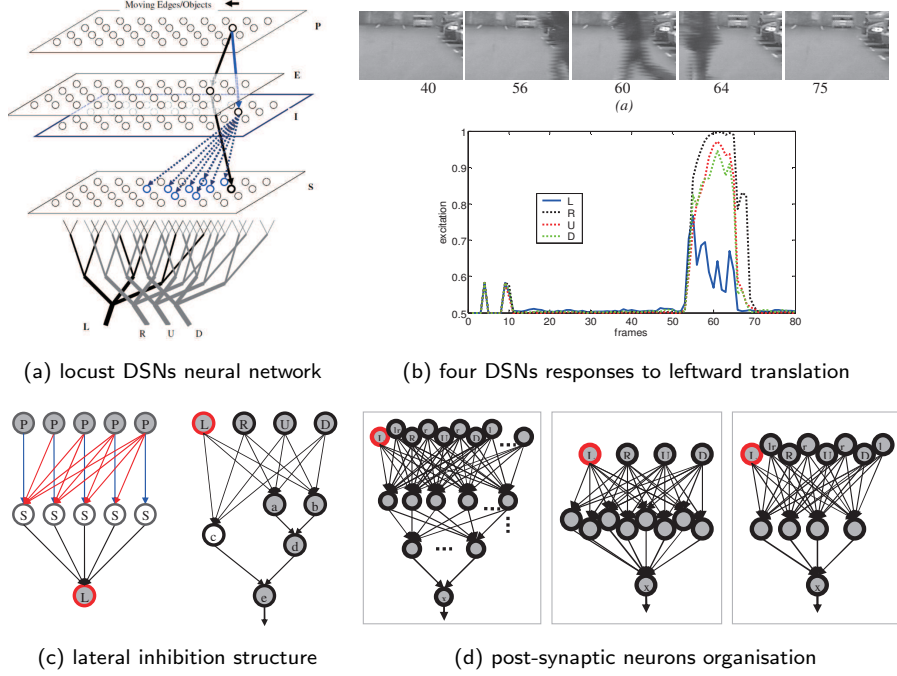 Moving Edges/Objects
P
E
I
S
L R U D
(a) locust DSNs neural network
40 56 60 64 75
(a)
1
0.9
0.8
0.7
0.6
0.5
excitation
L
R
U
D
0 10 20 30 40 50 60 70 80
frames
(b) four DSNs responses to leftward translation
P P P P P
S S S S S
L
L R U D
a b
c
d
e
(c) lateral inhibition structure
R U D
x
L R U D
x
R U D
x
(d) post-synaptic neurons organisation